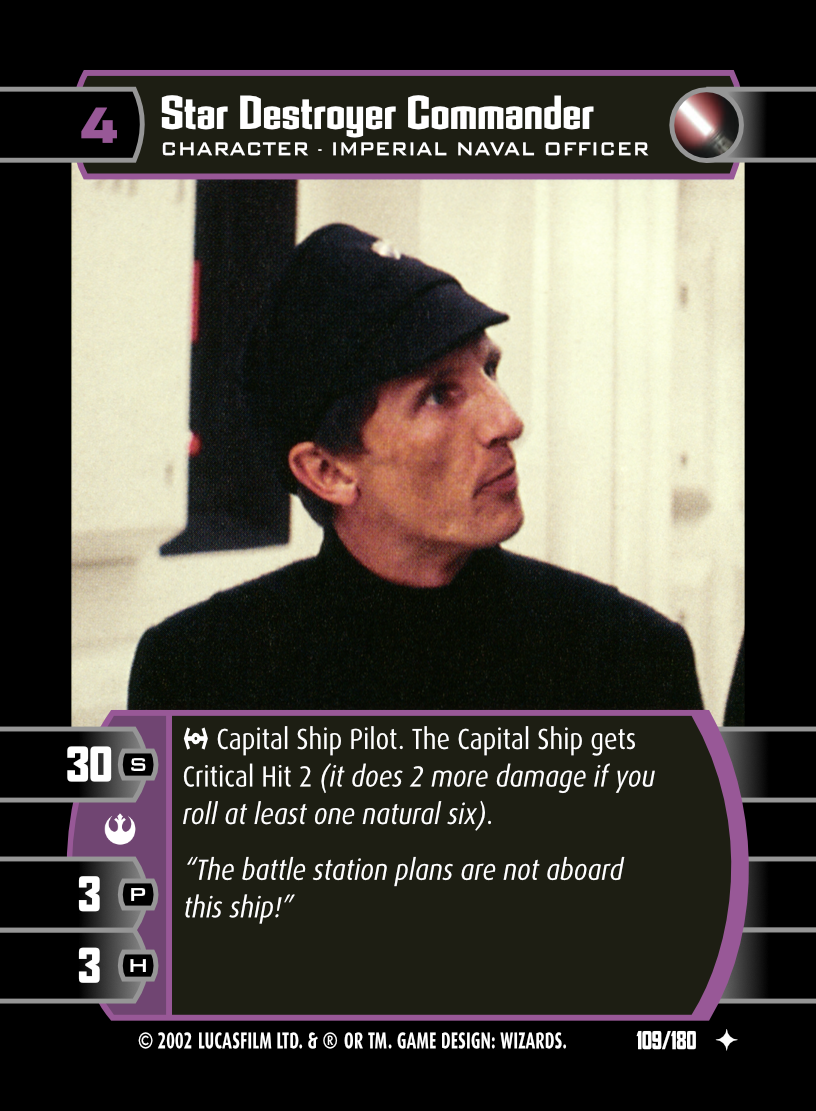 4
Star Destroyer Commander
CHARACTER · IMPERIAL NAVAL OFFICER
30 S
3 P
3 H
Capital Ship Pilot. The Capital Ship gets
Critical Hit 2 (it does 2 more damage if you
roll at least one natural six).
“The battle station plans are not aboard
this ship!”
© 2002 LUCASFILM LTD. & ® OR TM. GAME DESIGN: WIZARDS.
109/180